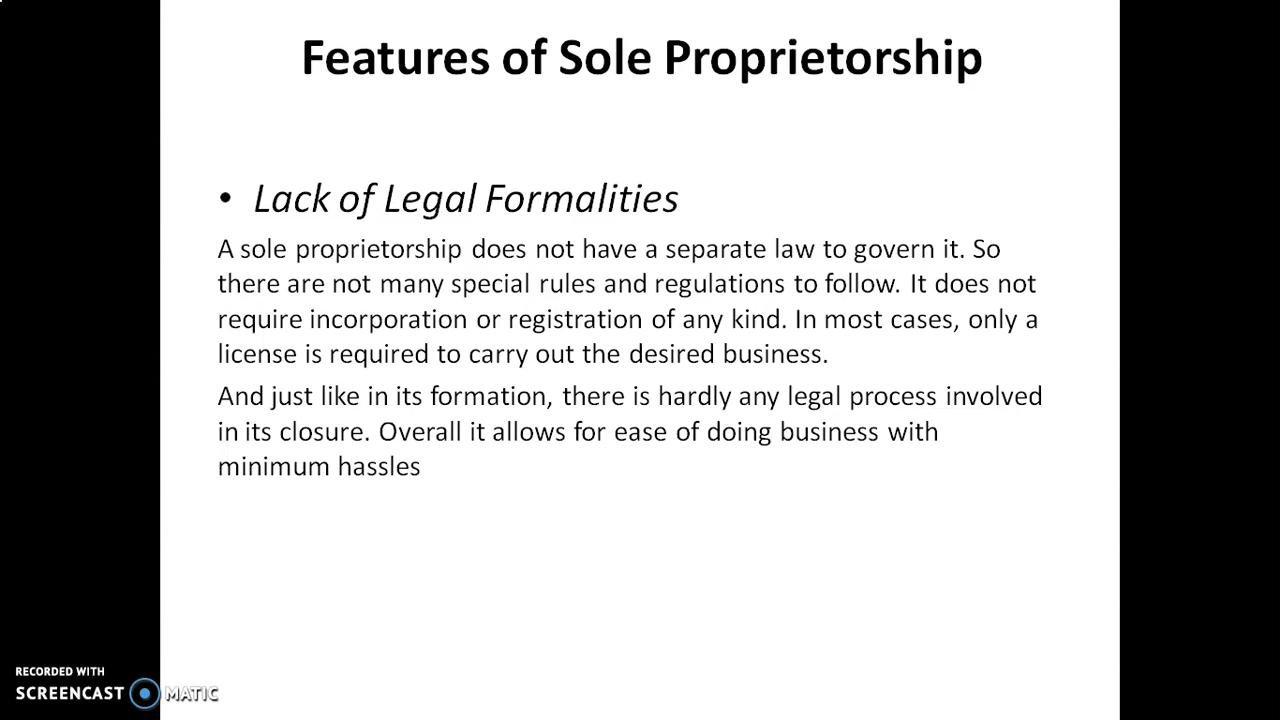 Features of Sole Proprietorship
• Lack of Legal Formalities
A sole proprietorship does not have a separate law to govern it. So
there are not many special rules and regulations to follow. It does not
require incorporation or registration of any kind. In most cases, only a
license is required to carry out the desired business.
And just like in its formation, there is hardly any legal process involved
in its closure. Overall it allows for ease of doing business with
minimum hassles
RECORDED WITH
SCREENCAST MATIC